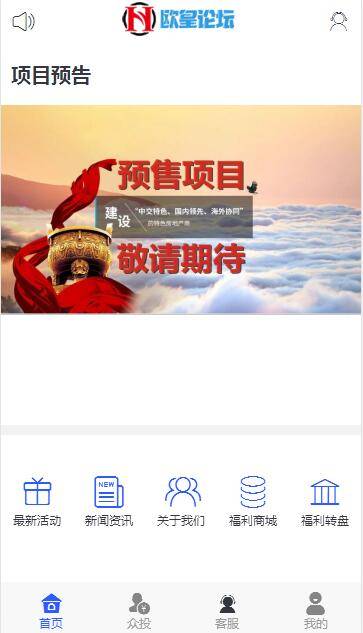 欧皇论坛
项目预告
预售项目
建设
“中交特色、国内领先、海外协同”
的特色房地产商
敬请期待
NEW
最新活动
新闻资讯
关于我们
福利商城
福利转盘
首页
众投
客服
我的